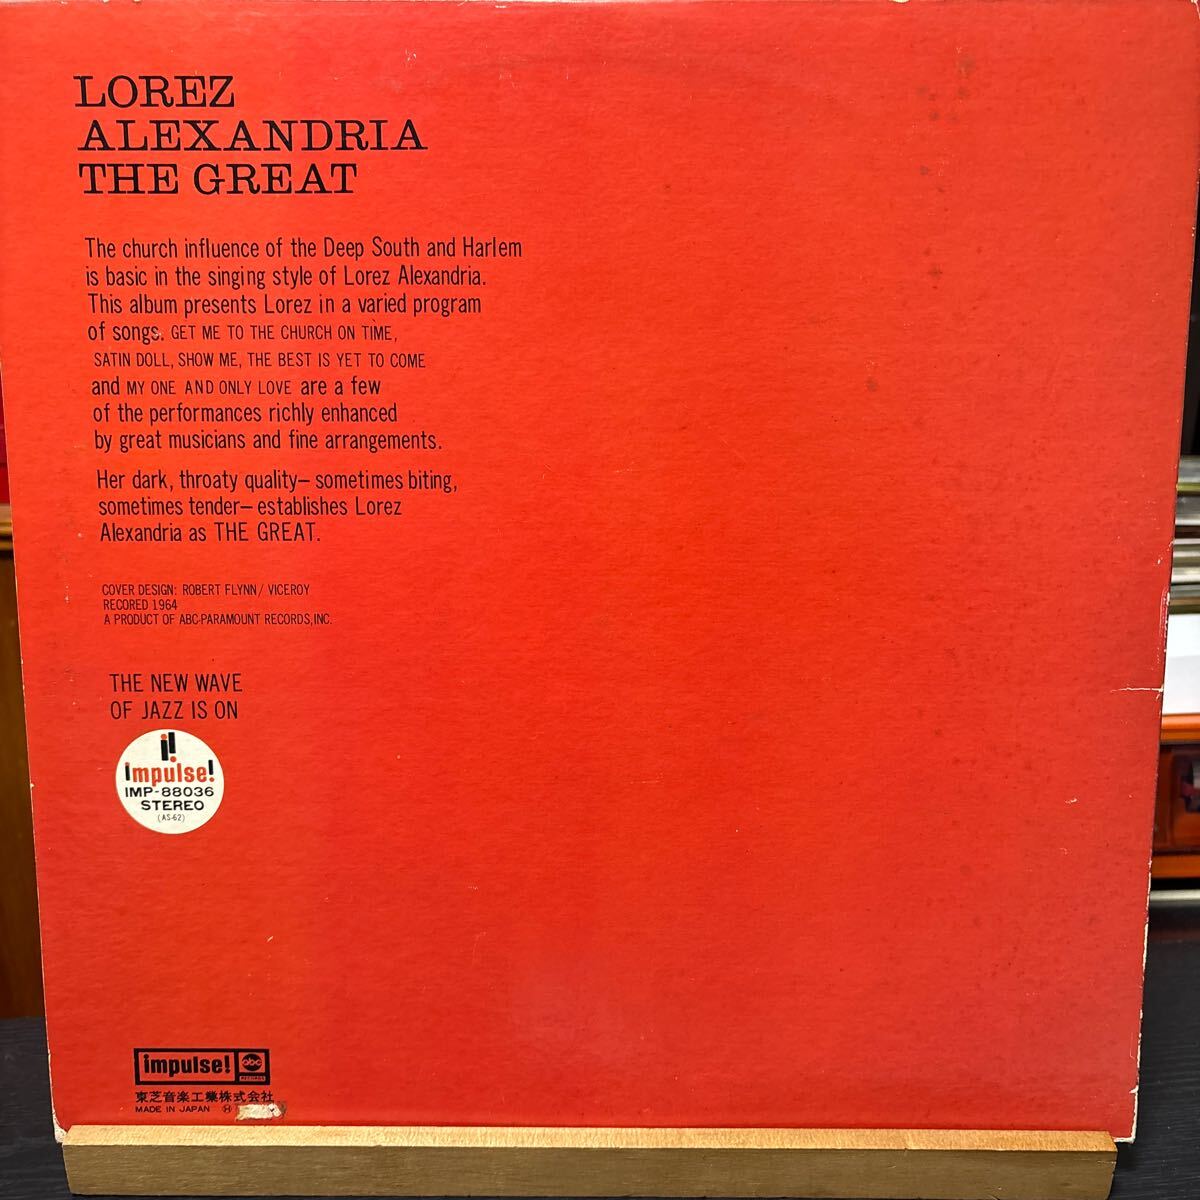 LOREZ
ALEXANDRIA
THE GREAT
The church influence of the Deep South and Harlem
is basic in the singing style of Lorez Alexandria.
This album presents Lorez in a varied program
of songs. GET ME TO THE CHURCH ON TIME,
SATIN DOLL, SHOW ME, THE BEST IS YET TO COME
and MY ONE AND ONLY LOVE are a few
of the performances richly enhanced
by great musicians and fine arrangements.
Her dark, throaty quality—sometimes biting,
sometimes tender—establishes Lorez
Alexandria as THE GREAT.
COVER DESIGN: ROBERT FLYNN/VICEROY
RECORED 1964
A PRODUCT OF ABC-PARAMOUNT RECORDS,INC.
THE NEW WAVE
OF JAZZ IS ON
i!
impulse!
IMP-88036
STEREO
(AS-62)
impulse! abc RECORDS
東芝音楽工業株式会社
MADE IN JAPAN Ⓗ